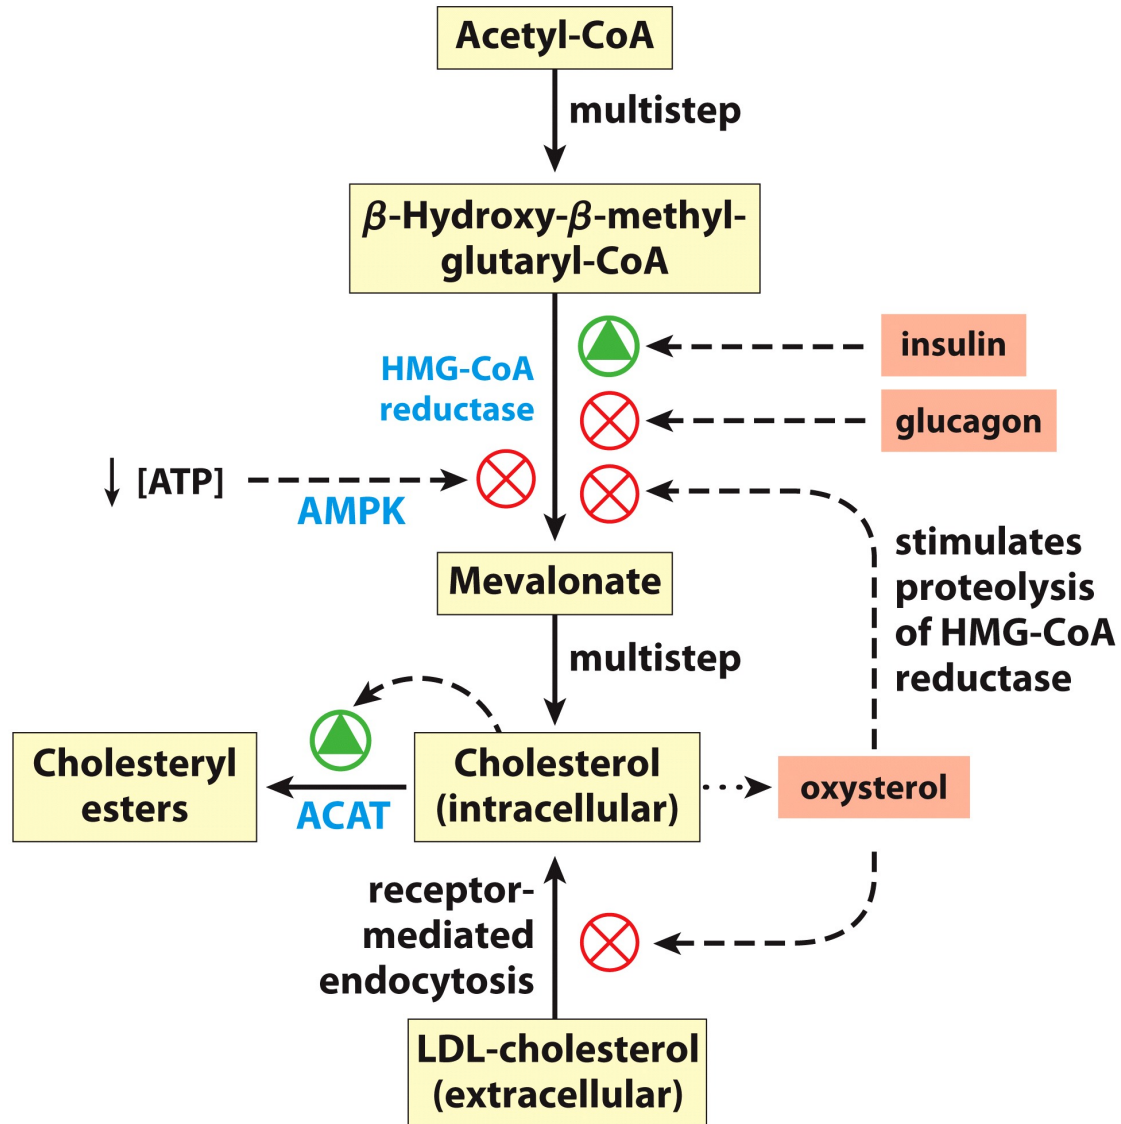 Acetyl-CoA
multistep
β-Hydroxy-β-methyl-
glutaryl-CoA
HMG-CoA
reductase
insulin
glucagon
↓ [ATP]
AMPK
stimulates
proteolysis
of HMG-CoA
reductase
Mevalonate
multistep
Cholesteryl
esters
ACAT
Cholesterol
(intracellular)
oxysterol
receptor-
mediated
endocytosis
LDL-cholesterol
(extracellular)